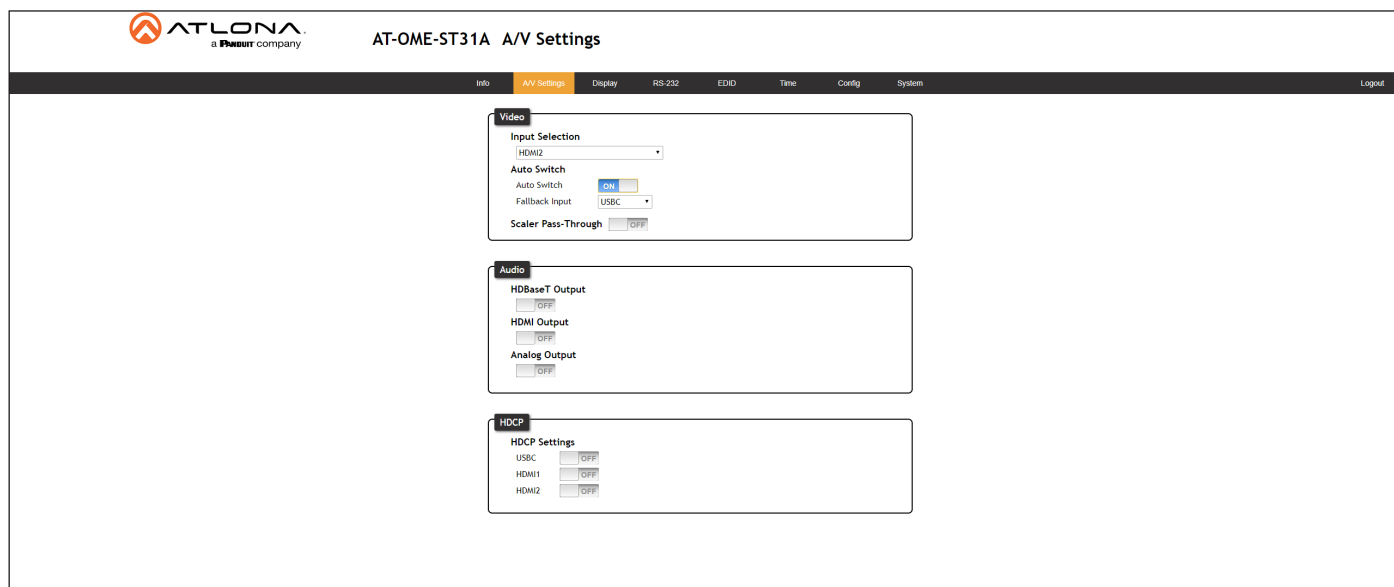 ATLONA.
a PANDUIT company
AT-OME-ST31A A/V Settings
Info A/V Settings Display RS-232 EDID Time Config System Logout
Video
Input Selection
HDMI2
Auto Switch
Auto Switch ON
Fallback Input USBC
Scaler Pass-Through OFF
Audio
HDBaseT Output
OFF
HDMI Output
OFF
Analog Output
OFF
HDCP
HDCP Settings
USBC OFF
HDMI1 OFF
HDMI2 OFF